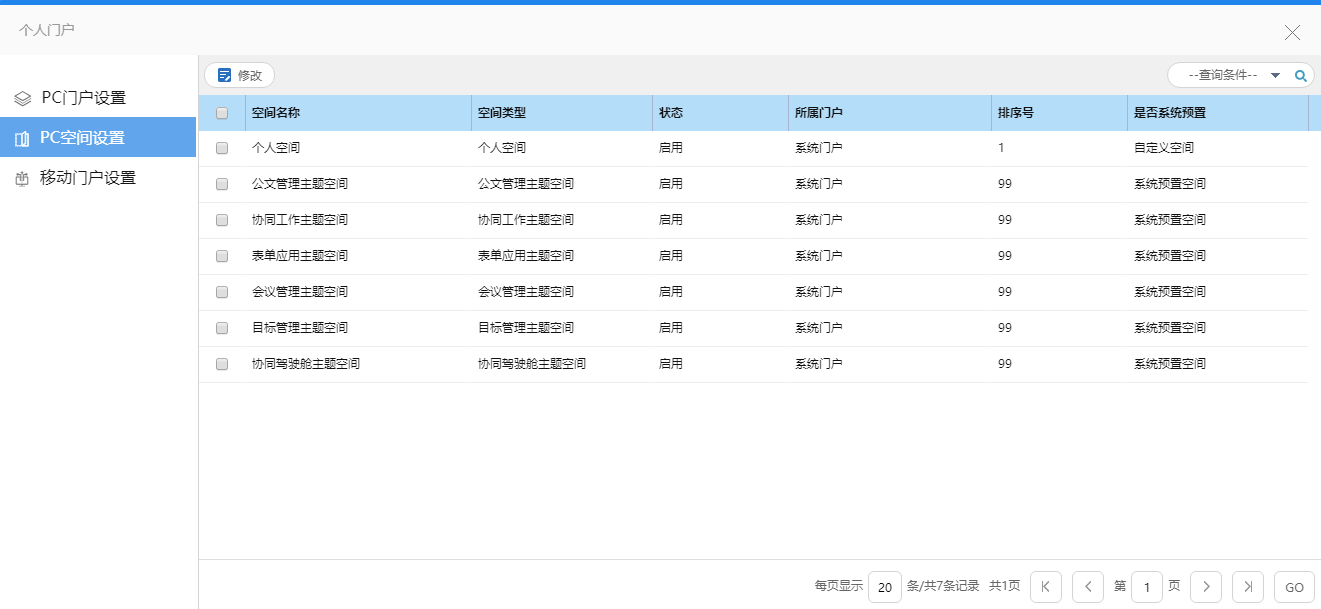 个人门户
PC门户设置
PC空间设置
移动门户设置
修改 --查询条件--
空间名称 空间类型 状态 所属门户 排序号 是否系统预置
个人空间 个人空间 启用 系统门户 1 自定义空间
公文管理主题空间 公文管理主题空间 启用 系统门户 99 系统预置空间
协同工作主题空间 协同工作主题空间 启用 系统门户 99 系统预置空间
表单应用主题空间 表单应用主题空间 启用 系统门户 99 系统预置空间
会议管理主题空间 会议管理主题空间 启用 系统门户 99 系统预置空间
目标管理主题空间 目标管理主题空间 启用 系统门户 99 系统预置空间
协同驾驶舱主题空间 协同驾驶舱主题空间 启用 系统门户 99 系统预置空间
每页显示 20 条/共7条记录 共1页 第 1 页 GO